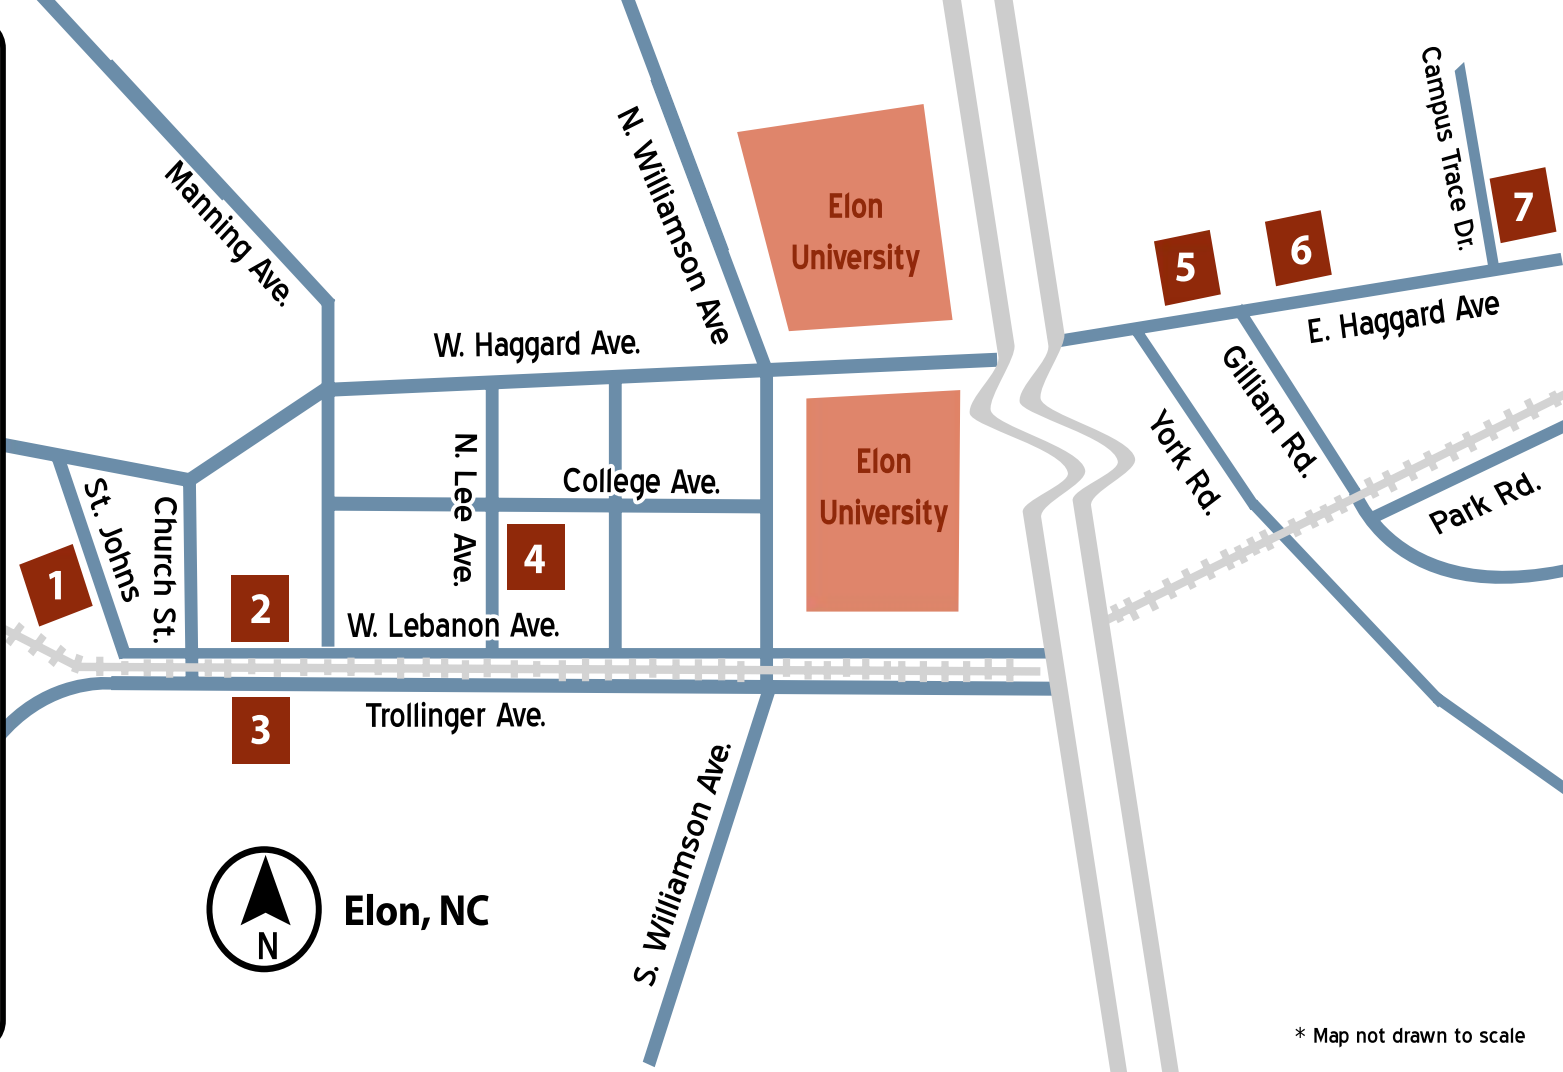 Campus Trace Dr.
N. Williamson Ave
Manning Ave.
Elon
University
7
6
5
E. Haggard Ave
W. Haggard Ave.
Gilliam Rd.
York Rd.
Park Rd.
N. Lee Ave.
College Ave.
Elon
University
St. Johns
Church St.
1
2
4
W. Lebanon Ave.
3
Trollinger Ave.
S. Williamson Ave.
N
Elon, NC
* Map not drawn to scale